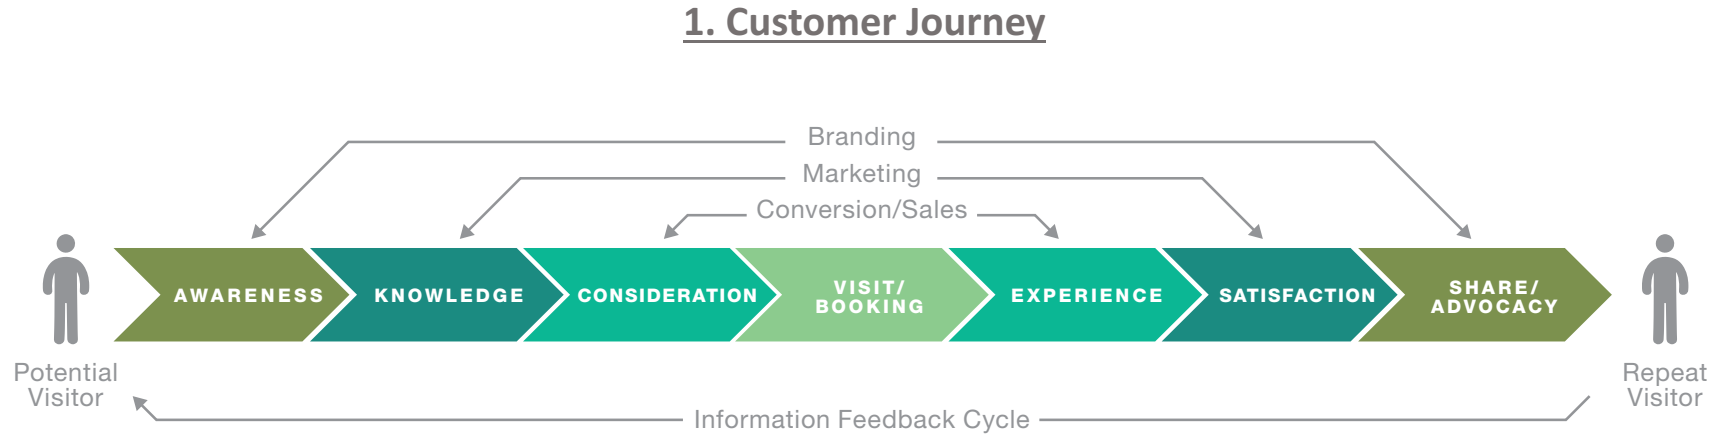 1. Customer Journey
Branding
Marketing
Conversion/Sales
AWARENESS
KNOWLEDGE
CONSIDERATION
VISIT/
BOOKING
EXPERIENCE
SATISFACTION
SHARE/
ADVOCACY
Potential
Visitor
Repeat
Visitor
Information Feedback Cycle